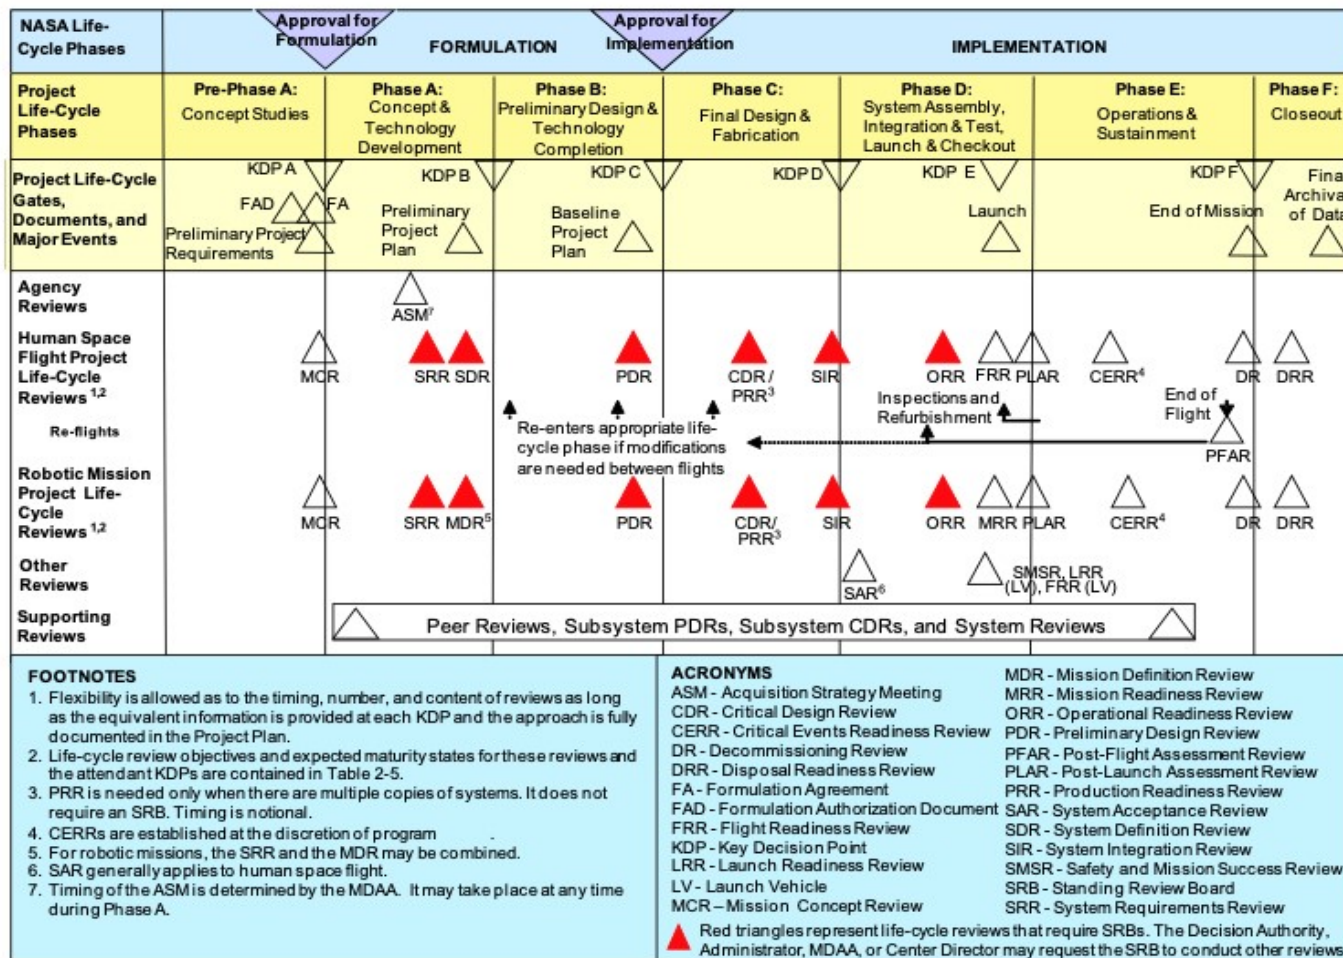 NASA Life-
Cycle Phases
Approval for
Formulation
FORMULATION
Approval for
Implementation
IMPLEMENTATION
Project
Life-Cycle
Phases
Pre-Phase A:
Concept Studies
Phase A:
Concept &
Technology
Development
Phase B:
Preliminary Design &
Technology
Completion
Phase C:
Final Design &
Fabrication
Phase D:
System Assembly,
Integration & Test,
Launch & Checkout
Phase E:
Operations &
Sustainment
Phase F:
Closeout
Project Life-Cycle
Gates,
Documents, and
Major Events
KDP A
FAD
FA
Preliminary Project
Requirements
KDP B
Preliminary
Project
Plan
KDP C
Baseline
Project
Plan
KDP D
KDP E
Launch
KDP F
End of Mission
Fina
Archiva
of Data
Agency
Reviews
ASM7
Human Space
Flight Project
Life-Cycle
Reviews 1,2
MCR
SRR
SDR
PDR
CDR /
PRR3
SIR
ORR
FRR
PLAR
CERR4
DR
DRR
Re-flights
Re-enters appropriate life-
cycle phase if modifications
are needed between flights
Inspections and
Refurbishment
End of
Flight
PFAR
Robotic Mission
Project Life-
Cycle
Reviews 1,2
MCR
SRR
MDR5
PDR
CDR/
PRR3
SIR
ORR
MRR
PLAR
CERR4
DR
DRR
Other
Reviews
SAR6
SMSR, LRR
(LV), FRR (LV)
Supporting
Reviews
Peer Reviews, Subsystem PDRs, Subsystem CDRs, and System Reviews
FOOTNOTES
1. Flexibility is allowed as to the timing, number, and content of reviews as long
as the equivalent information is provided at each KDP and the approach is fully
documented in the Project Plan.
2. Life-cycle review objectives and expected maturity states for these reviews and
the attendant KDPs are contained in Table 2-5.
3. PRR is needed only when there are multiple copies of systems. It does not
require an SRB. Timing is notional.
4. CERRs are established at the discretion of program .
5. For robotic missions, the SRR and the MDR may be combined.
6. SAR generally applies to human space flight.
7. Timing of the ASM is determined by the MDAA. It may take place at any time
during Phase A.
ACRONYMS
ASM - Acquisition Strategy Meeting
CDR - Critical Design Review
CERR - Critical Events Readiness Review
DR - Decommissioning Review
DRR - Disposal Readiness Review
FA - Formulation Agreement
FAD - Formulation Authorization Document
FRR - Flight Readiness Review
KDP - Key Decision Point
LRR - Launch Readiness Review
LV - Launch Vehicle
MCR – Mission Concept Review
MDR - Mission Definition Review
MRR - Mission Readiness Review
ORR - Operational Readiness Review
PDR - Preliminary Design Review
PFAR - Post-Flight Assessment Review
PLAR - Post-Launch Assessment Review
PRR - Production Readiness Review
SAR - System Acceptance Review
SDR - System Definition Review
SIR - System Integration Review
SMSR - Safety and Mission Success Review
SRB - Standing Review Board
SRR - System Requirements Review
Red triangles represent life-cycle reviews that require SRBs. The Decision Authority,
Administrator, MDAA, or Center Director may request the SRB to conduct other reviews